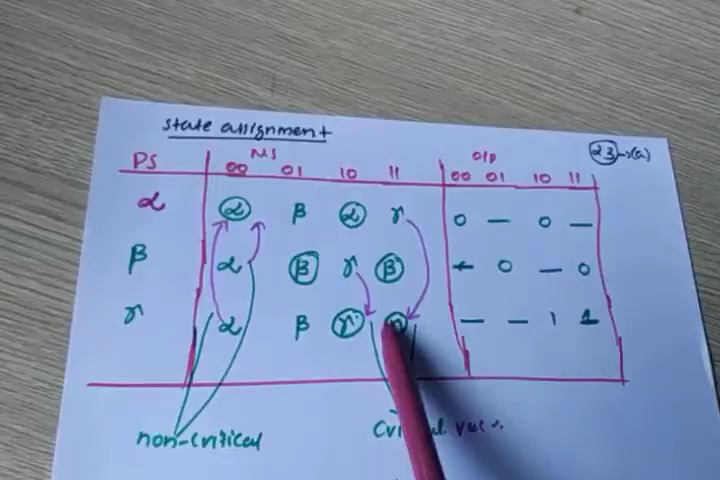 state assignment
23→(a)
PS NS O/P
00 01 10 11 00 01 10 11
α α β α r 0 — 0 —
β α β r β — 0 — 0
r α β r — — 1 1
non-critical